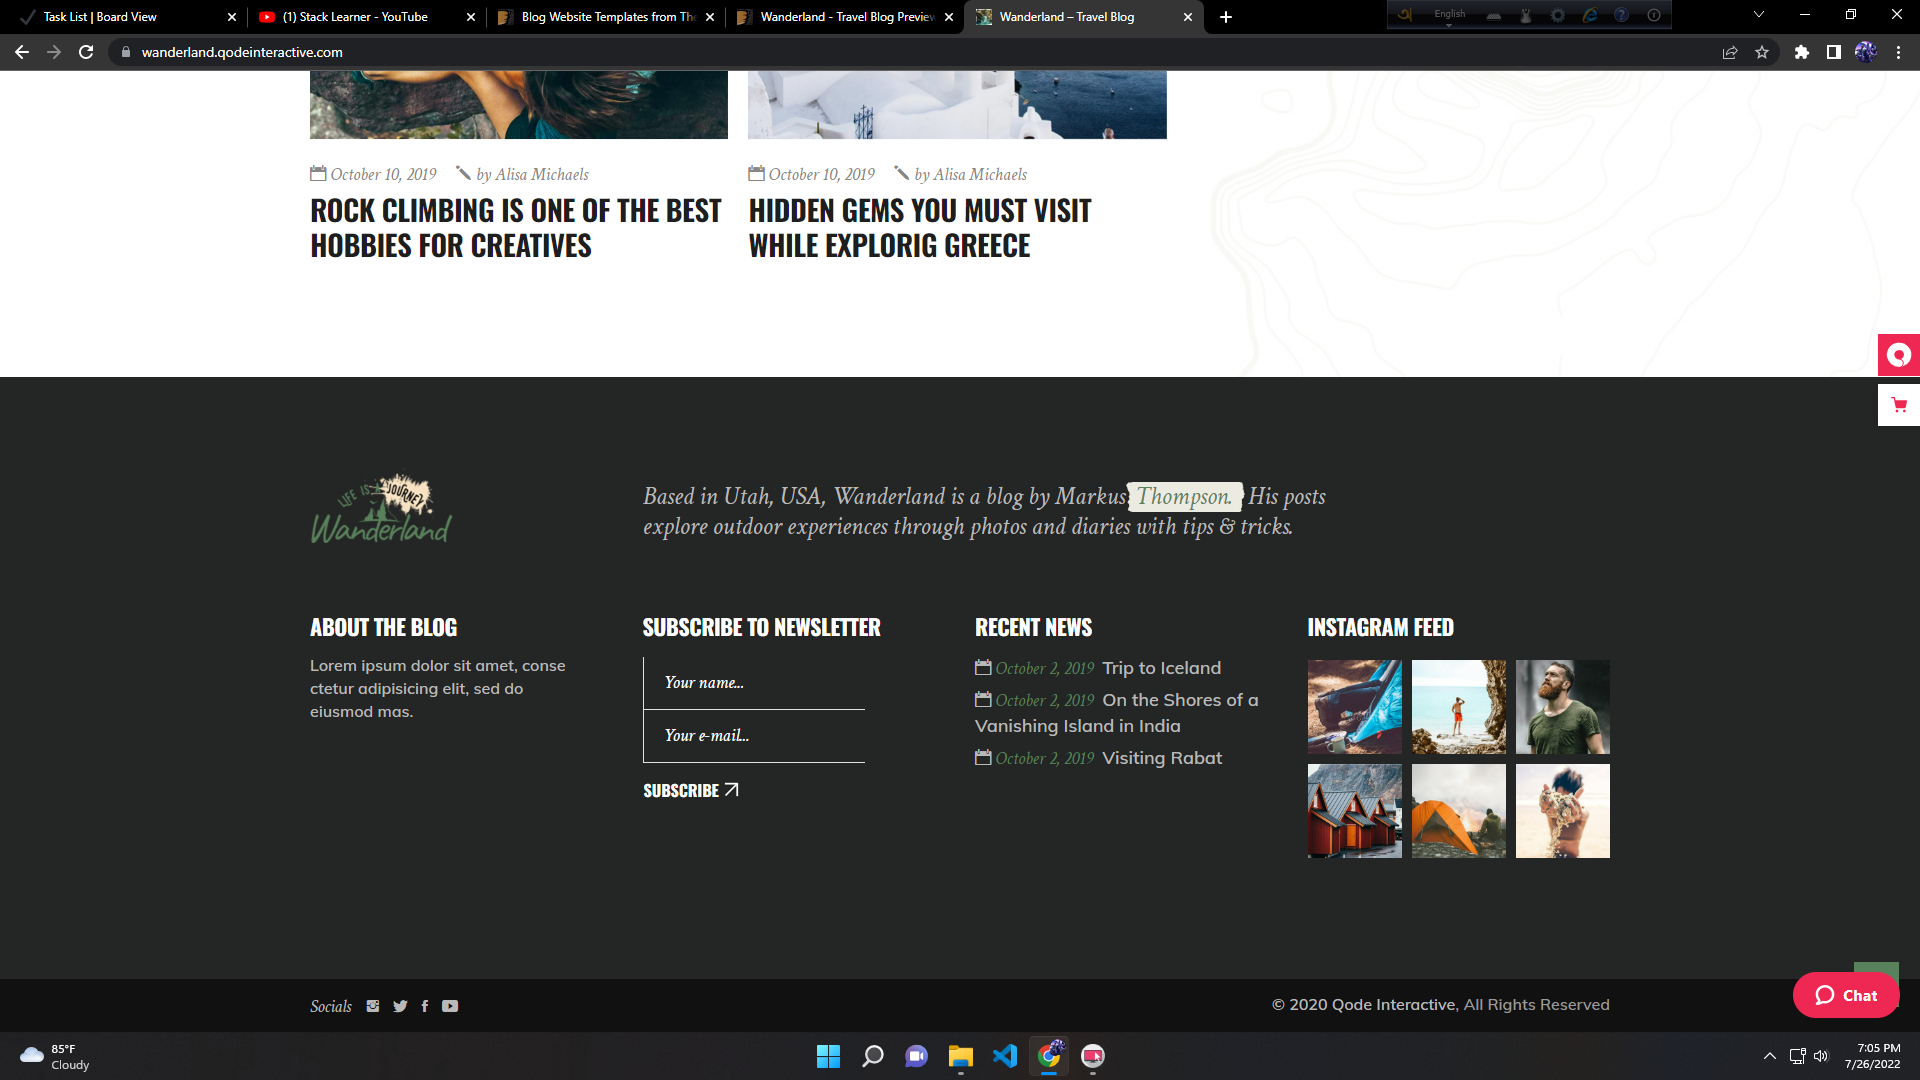 Task List | Board View
(1) Stack Learner - YouTube
Blog Website Templates from The
Wanderland - Travel Blog Preview
Wanderland – Travel Blog
English
wanderland.qodeinteractive.com
October 10, 2019 by Alisa Michaels
ROCK CLIMBING IS ONE OF THE BEST
HOBBIES FOR CREATIVES
October 10, 2019 by Alisa Michaels
HIDDEN GEMS YOU MUST VISIT
WHILE EXPLORIG GREECE
LIFE IS A JOURNEY
Wanderland
Based in Utah, USA, Wanderland is a blog by Markus Thompson. His posts
explore outdoor experiences through photos and diaries with tips & tricks.
ABOUT THE BLOG
Lorem ipsum dolor sit amet, conse
ctetur adipisicing elit, sed do
eiusmod mas.
SUBSCRIBE TO NEWSLETTER
Your name...
Your e-mail...
SUBSCRIBE
RECENT NEWS
October 2, 2019 Trip to Iceland
October 2, 2019 On the Shores of a
Vanishing Island in India
October 2, 2019 Visiting Rabat
INSTAGRAM FEED
Socials
© 2020 Qode Interactive, All Rights Reserved
Chat
85°F
Cloudy
7:05 PM
7/26/2022